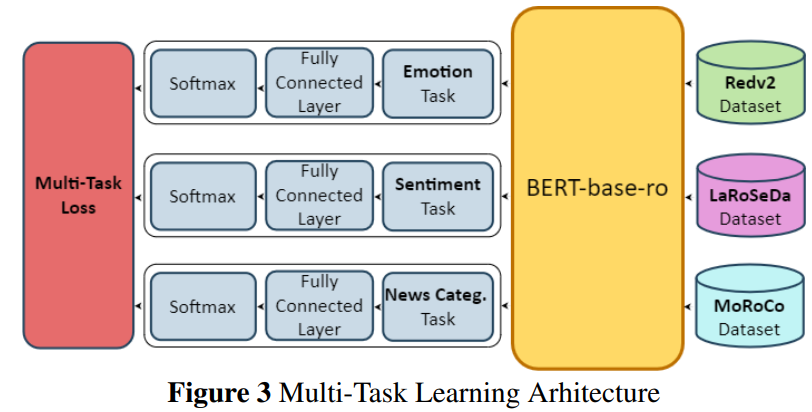 Multi-Task
Loss
Softmax
Fully
Connected
Layer
Emotion
Task
Softmax
Fully
Connected
Layer
Sentiment
Task
Softmax
Fully
Connected
Layer
News Categ.
Task
BERT-base-ro
Redv2
Dataset
LaRoSeDa
Dataset
MoRoCo
Dataset
Figure 3 Multi-Task Learning Arhitecture